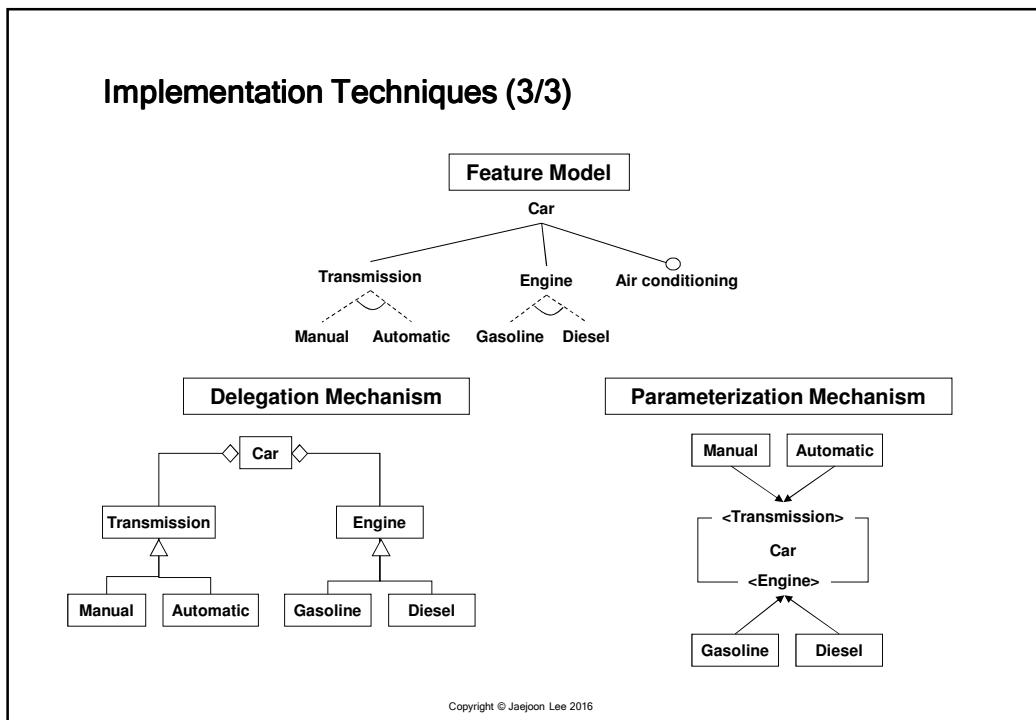 Implementation Techniques (3/3)
Feature Model
Car
Transmission Engine Air conditioning
Manual Automatic Gasoline Diesel
Delegation Mechanism
Car
Transmission Engine
Manual Automatic Gasoline Diesel
Parameterization Mechanism
Manual Automatic
<Transmission>
Car
<Engine>
Gasoline Diesel
Copyright © Jaejoon Lee 2016